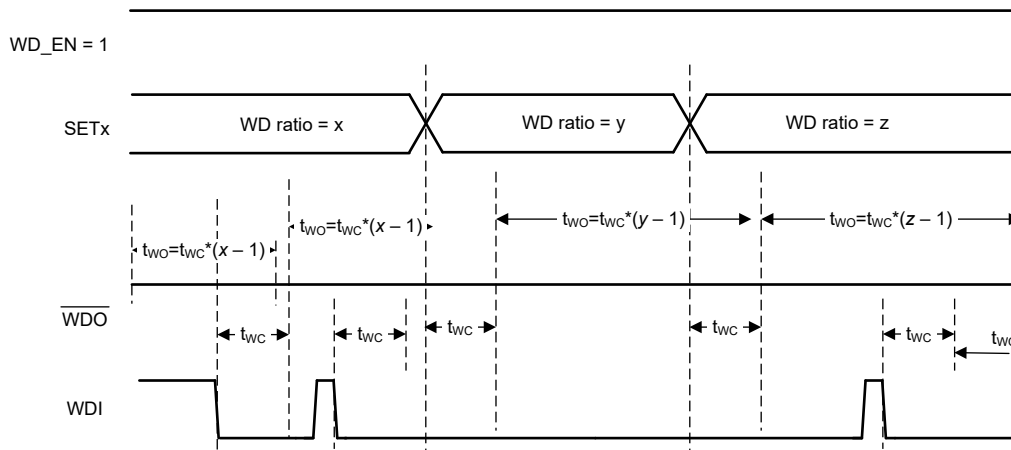 WD_EN = 1
SETx
WD ratio = x
WD ratio = y
WD ratio = z
tWO=tWC*(x – 1)
tWO=tWC*(y – 1)
tWO=tWC*(z – 1)
tWO=tWC*(x – 1)
WDO
tWC
tWC
tWC
tWC
tWC
tWO
WDI